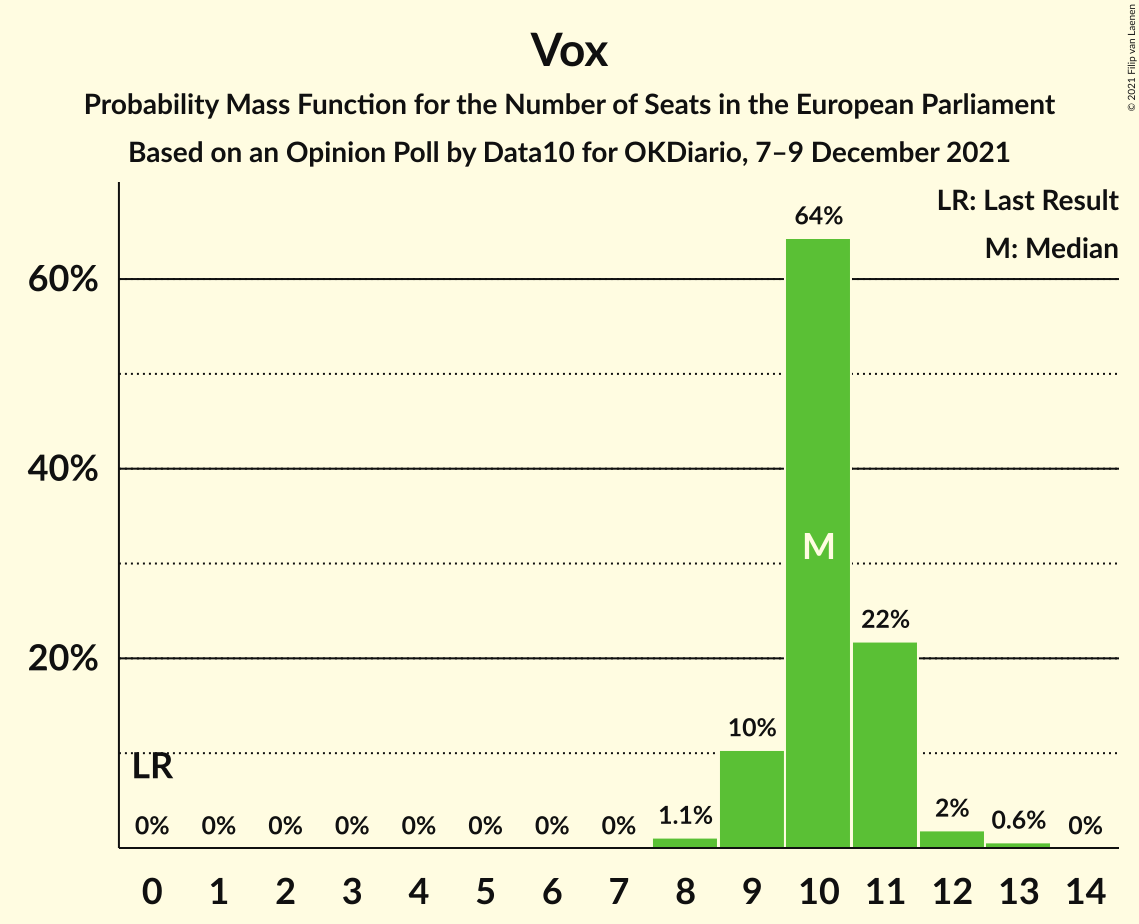 Vox
Probability Mass Function for the Number of Seats in the European Parliament
Based on an Opinion Poll by Data10 for OKDiario, 7–9 December 2021
© 2021 Filip van Laenen
LR: Last Result
M: Median
60%
40%
20%
LR
M
0% 0% 0% 0% 0% 0% 0% 0% 1.1% 10% 64% 22% 2% 0.6% 0%
0 1 2 3 4 5 6 7 8 9 10 11 12 13 14